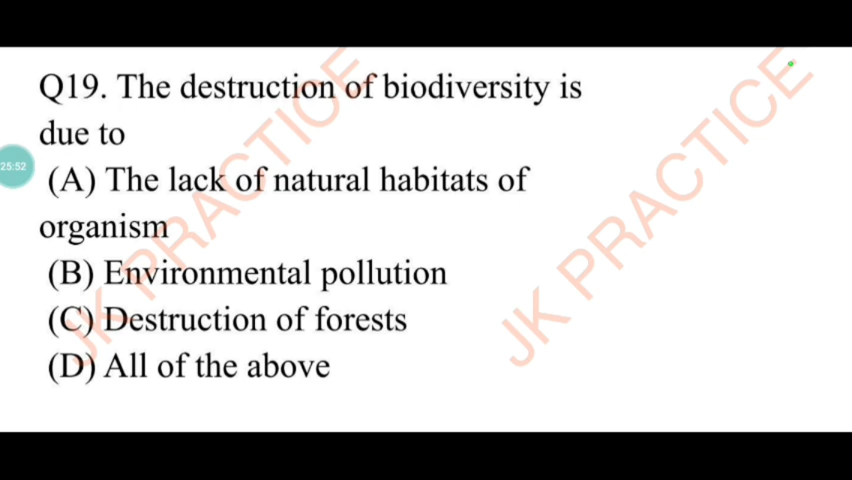 Q19. The destruction of biodiversity is
due to
25:52
(A) The lack of natural habitats of
organism
(B) Environmental pollution
(C) Destruction of forests
(D) All of the above
JK PRACTICE
JK PRACTICE